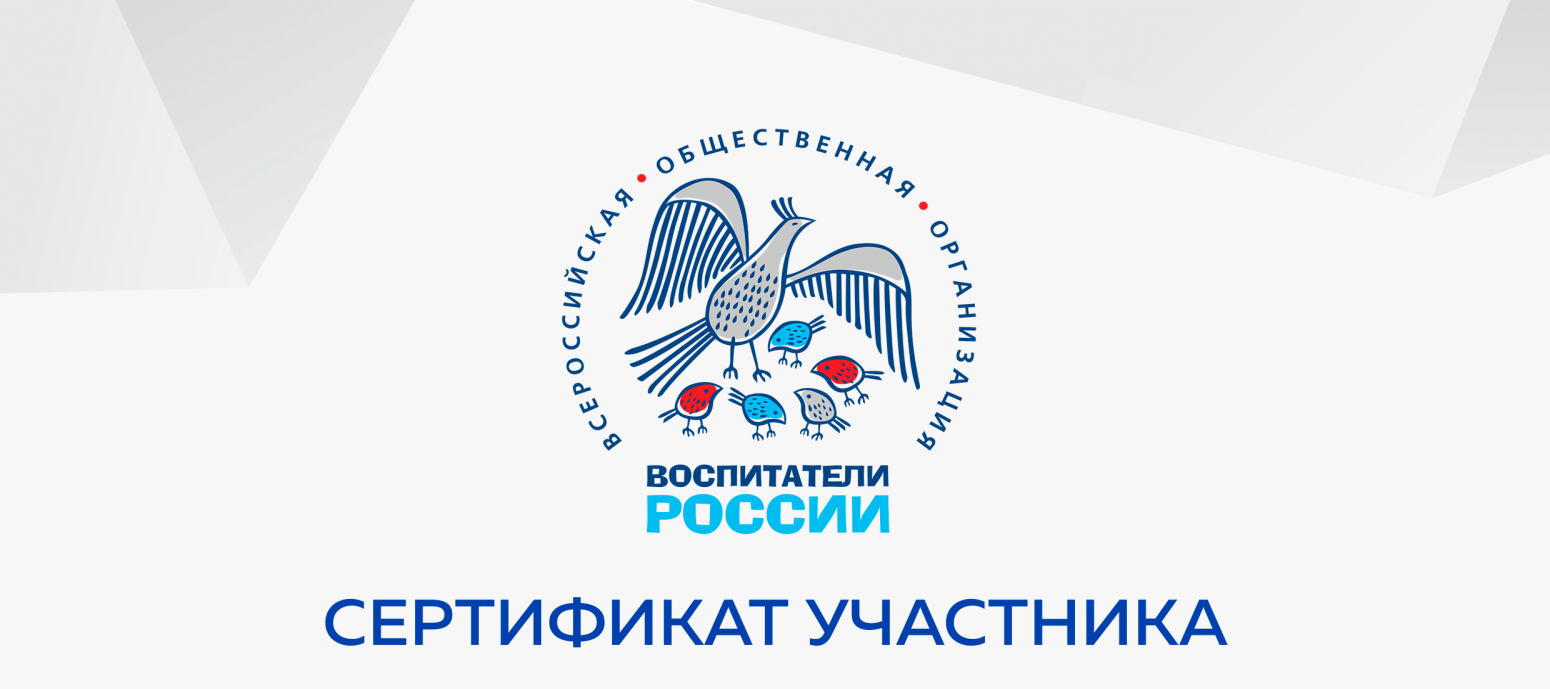 ВСЕРОССИЙСКАЯ • ОБЩЕСТВЕННАЯ • ОРГАНИЗАЦИЯ
ВОСПИТАТЕЛИ
РОССИИ
СЕРТИФИКАТ УЧАСТНИКА